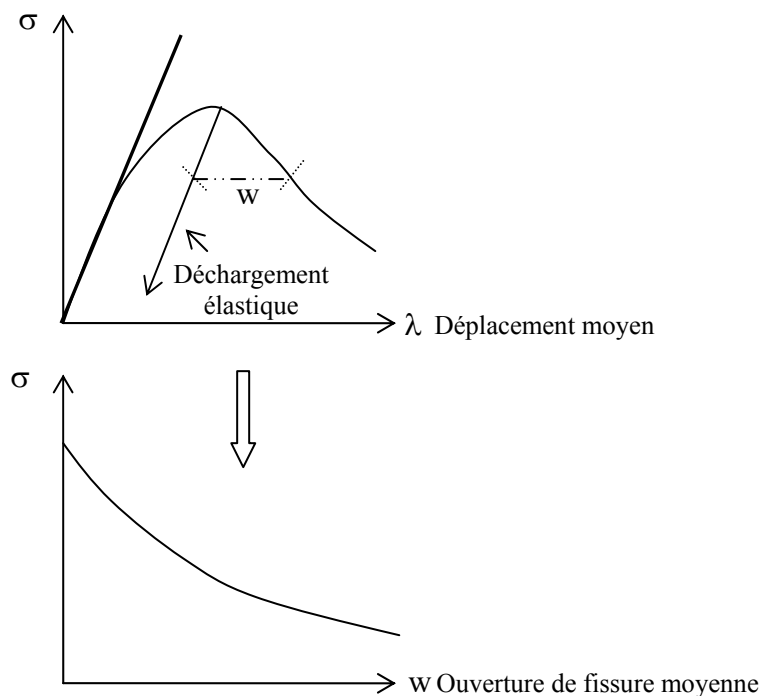 σ
w
Déchargement
élastique
λ Déplacement moyen
σ
w Ouverture de fissure moyenne